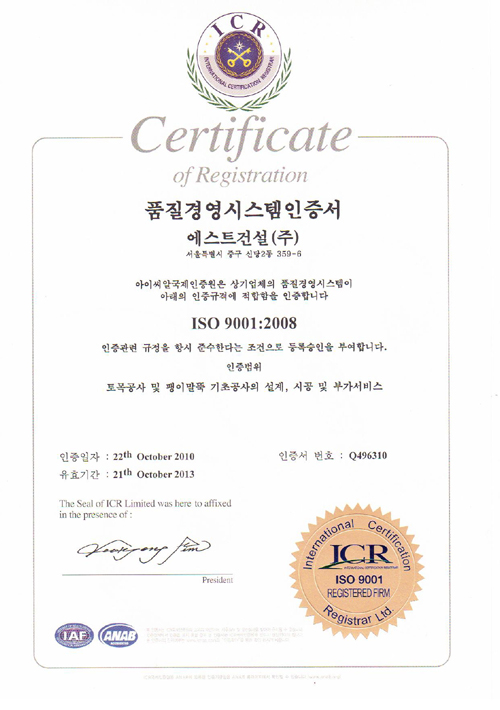 ICR
INTERNATIONAL CERTIFICATION REGISTRAR
Certificate
of Registration
품질경영시스템인증서
에스트건설(주)
서울특별시 중구 신당2동 359-6
아이씨알국제인증원은 상기업체의 품질경영시스템이
아래의 인증규격에 적합함을 인증합니다
ISO 9001:2008
인증관련 규정을 항시 준수한다는 조건으로 등록승인을 부여합니다.
인증범위
토목공사 및 팽이말뚝 기초공사의 설계, 시공 및 부가서비스
인증일자 : 22th October 2010
인증서 번호 : Q496310
유효기간 : 21th October 2013
The Seal of ICR Limited was here to affixed
in the presence of :
President
International Certification
ICR
ISO 9001
REGISTERED FIRM
Registrar Ltd.
IAF
ANAB